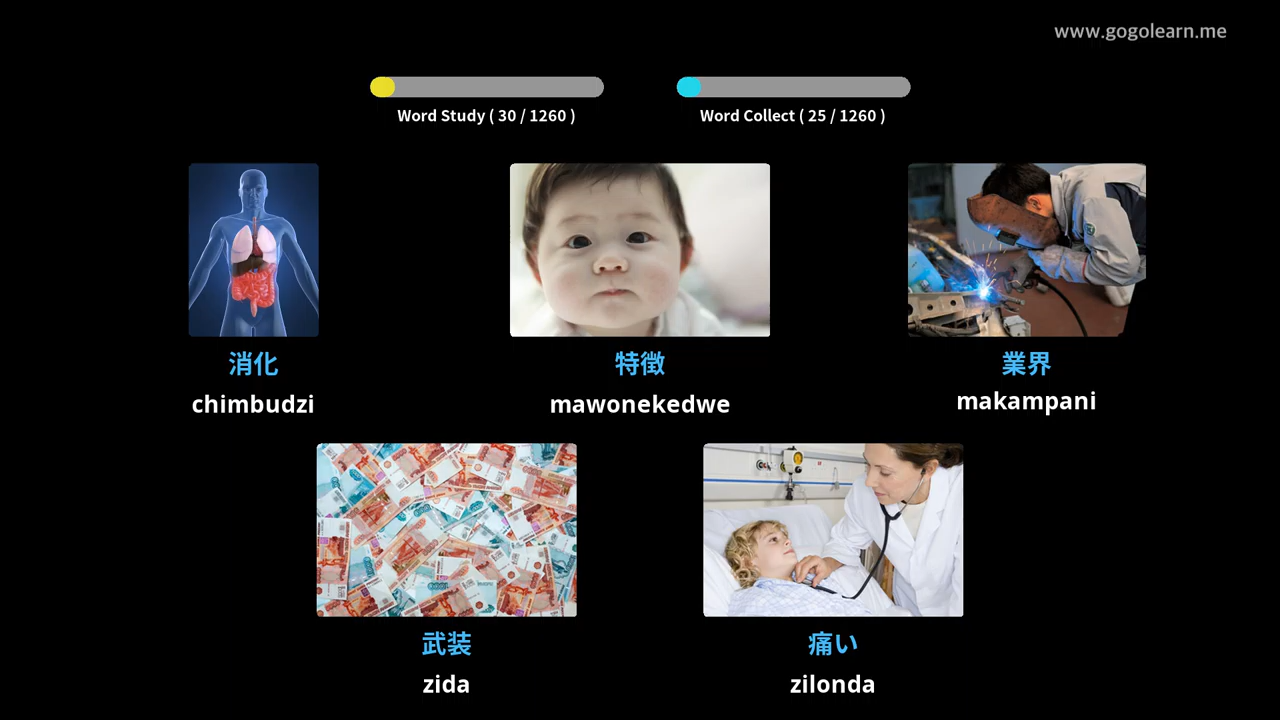 www.gogolearn.me
Word Study ( 30 / 1260 )
Word Collect ( 25 / 1260 )
消化
chimbudzi
特徴
mawonekedwe
業界
makampani
武装
zida
痛い
zilonda